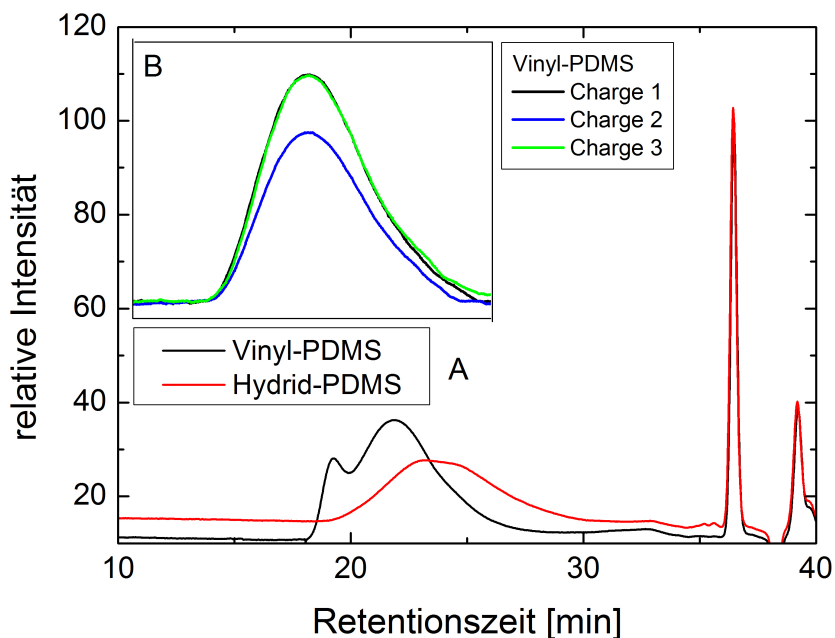 120
100
80
60
40
20
relative Intensität
B
Vinyl-PDMS
Charge 1
Charge 2
Charge 3
Vinyl-PDMS
Hydrid-PDMS
A
10
20
30
40
Retentionszeit [min]